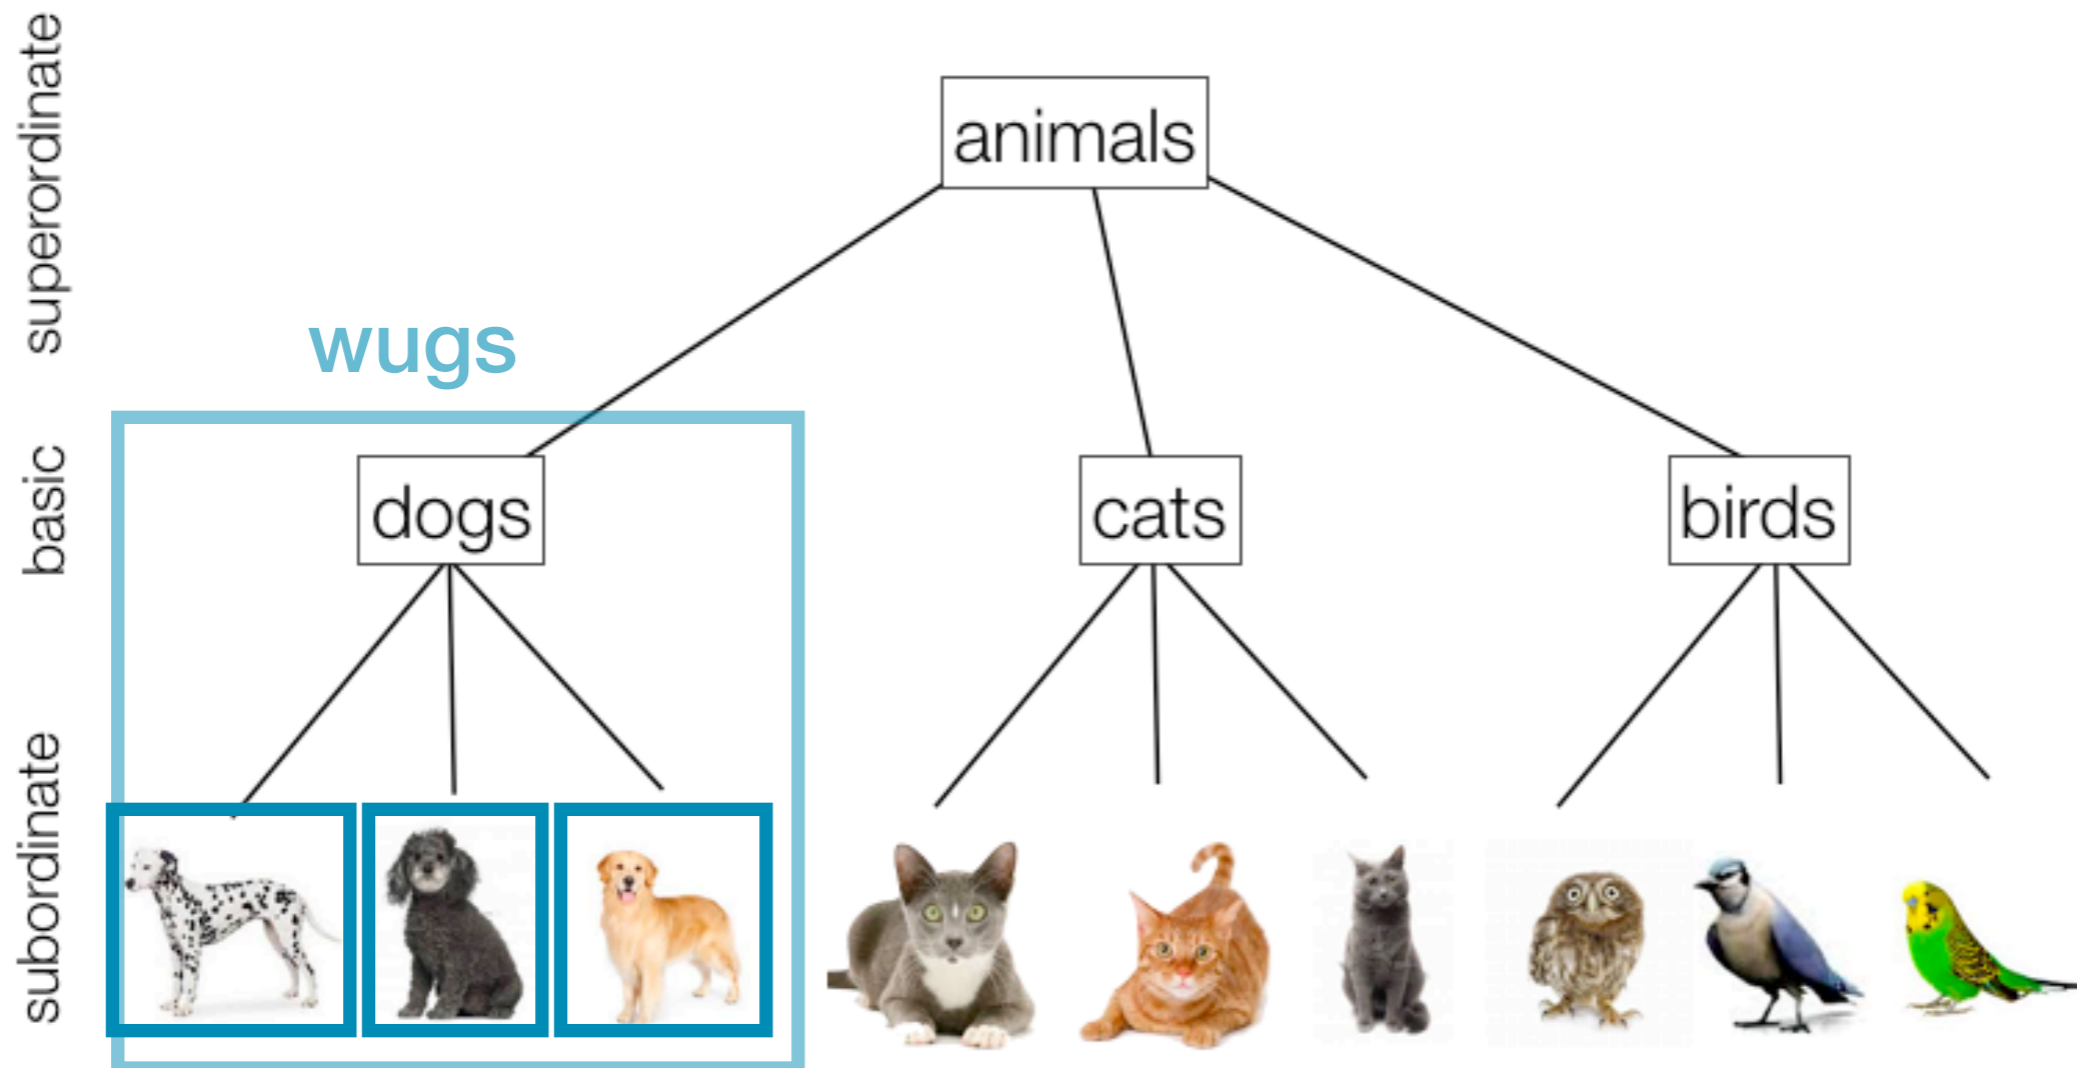 superordinate
animals
wugs
basic
dogs
cats
birds
subordinate